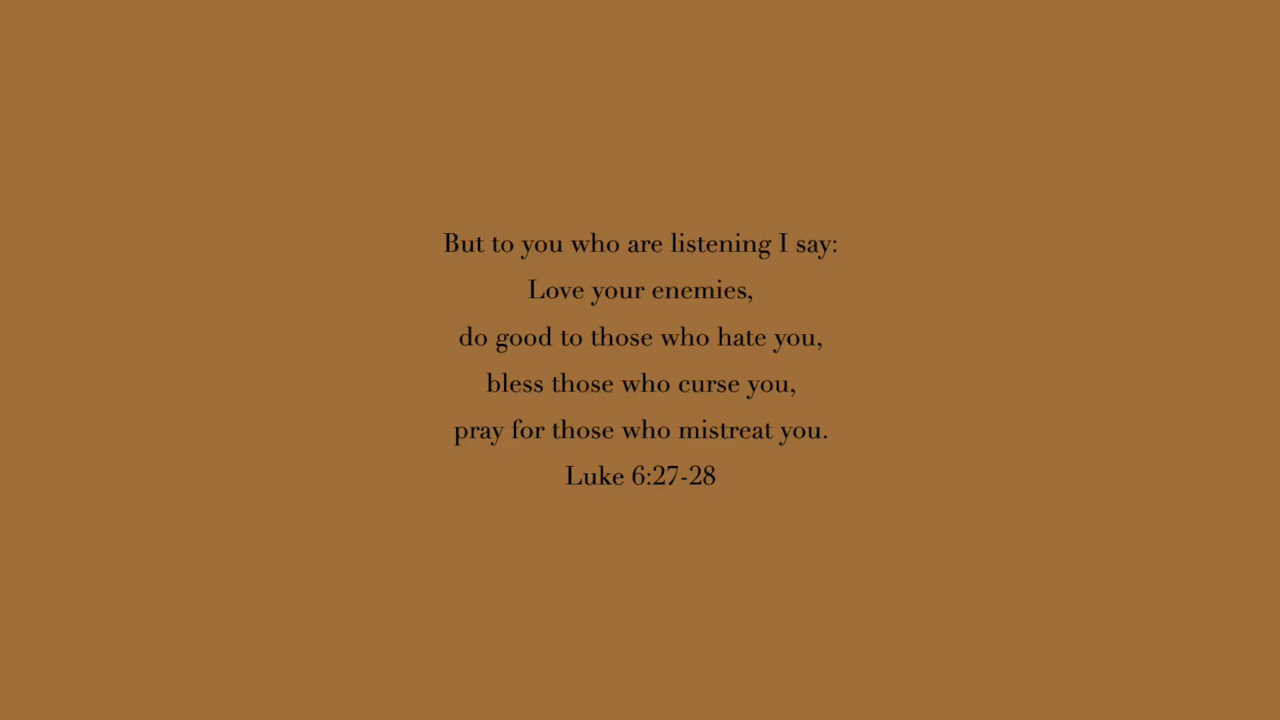 But to you who are listening I say:
Love your enemies,
do good to those who hate you,
bless those who curse you,
pray for those who mistreat you.
Luke 6:27-28